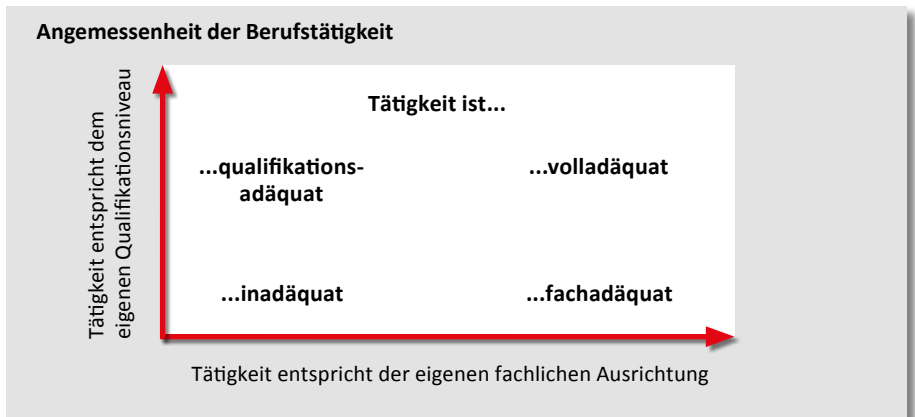 Angemessenheit der Berufstätigkeit
Tätigkeit entspricht dem
eigenen Qualifikationsniveau
Tätigkeit ist...
...qualifikations-
adäquat
...volladäquat
...inadäquat
...fachadäquat
Tätigkeit entspricht der eigenen fachlichen Ausrichtung